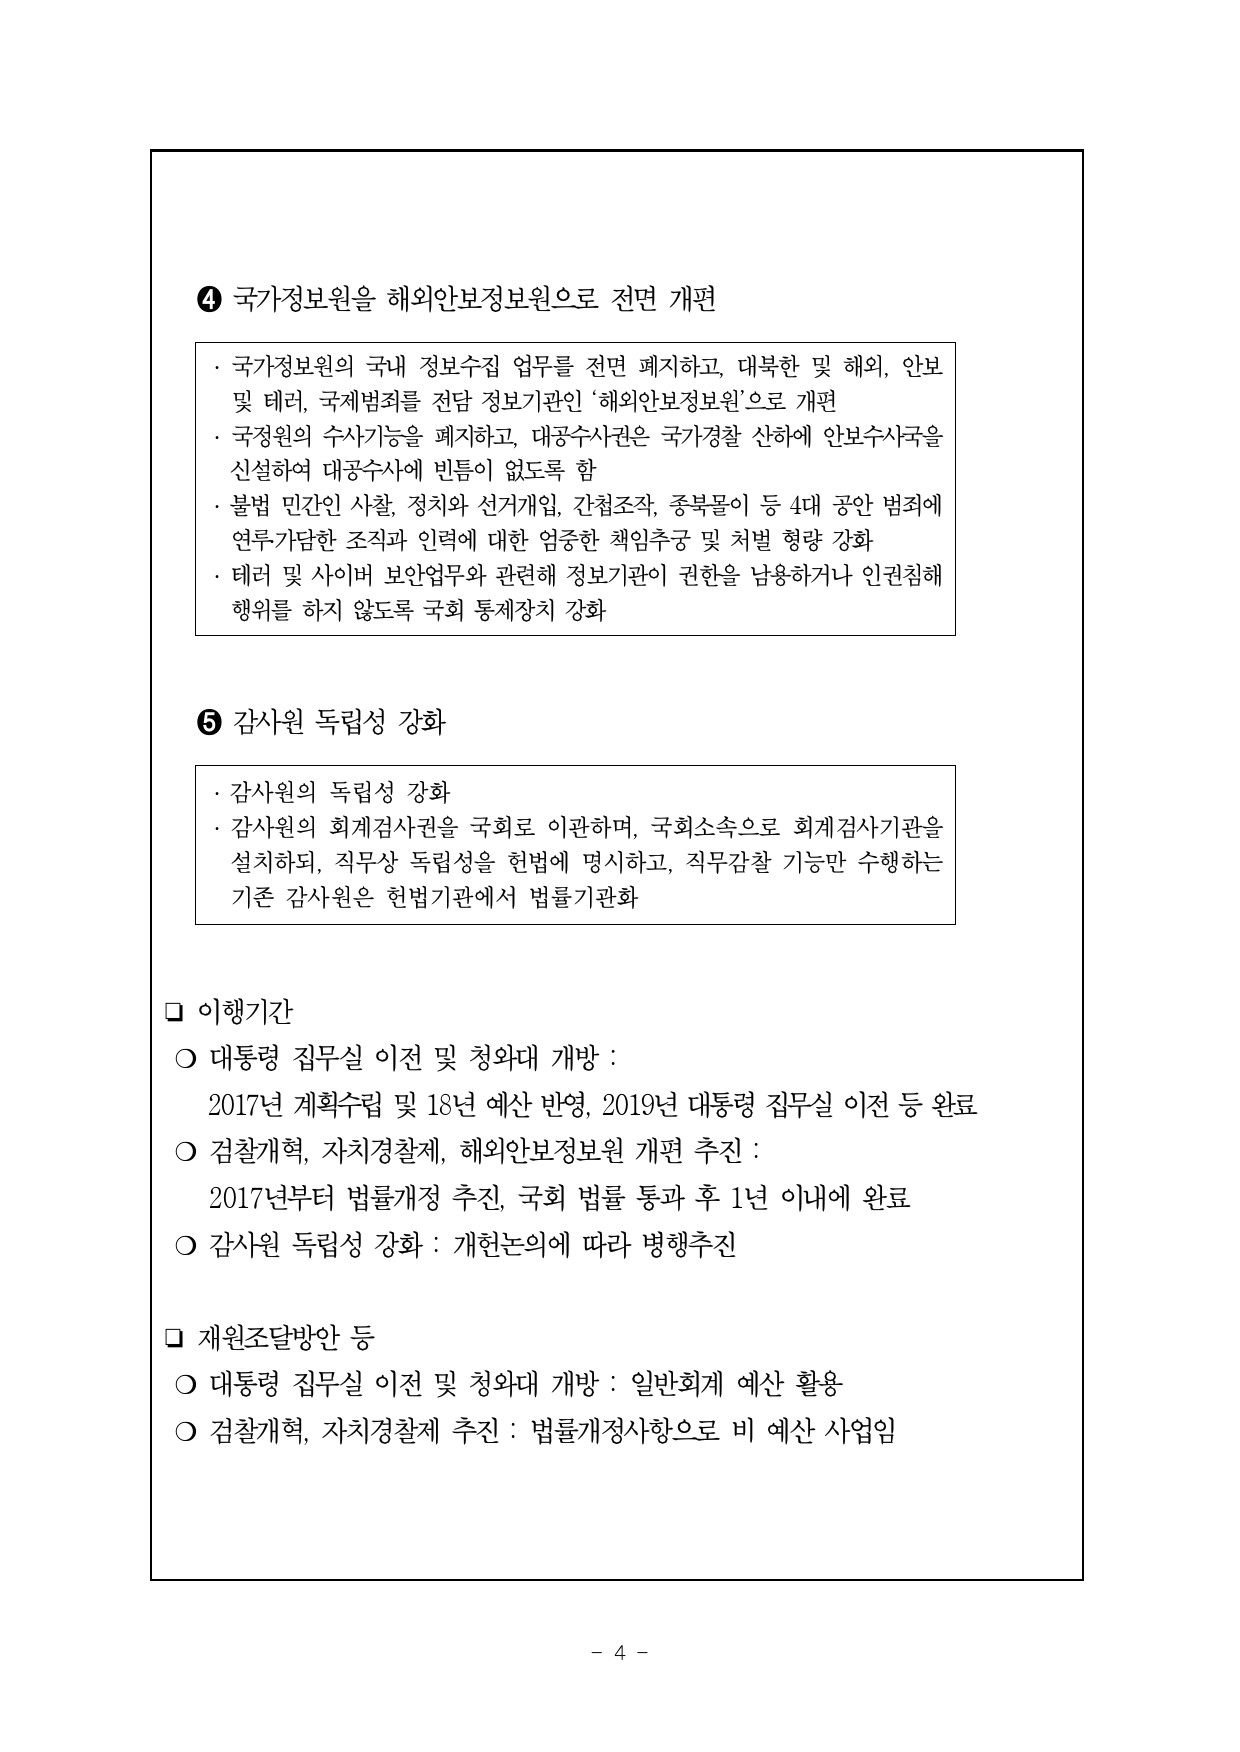 ❹ 국가정보원을 해외안보정보원으로 전면 개편
· 국가정보원의 국내 정보수집 업무를 전면 폐지하고, 대북한 및 해외, 안보
및 테러, 국제범죄를 전담 정보기관인 ‘해외안보정보원’으로 개편
· 국정원의 수사기능을 폐지하고, 대공수사권은 국가경찰 산하에 안보수사국을
신설하여 대공수사에 빈틈이 없도록 함
· 불법 민간인 사찰, 정치와 선거개입, 간첩조작, 종북몰이 등 4대 공안 범죄에
연루·가담한 조직과 인력에 대한 엄중한 책임추궁 및 처벌 형량 강화
· 테러 및 사이버 보안업무와 관련해 정보기관이 권한을 남용하거나 인권침해
행위를 하지 않도록 국회 통제장치 강화
❺ 감사원 독립성 강화
· 감사원의 독립성 강화
· 감사원의 회계검사권을 국회로 이관하며, 국회소속으로 회계검사기관을
설치하되, 직무상 독립성을 헌법에 명시하고, 직무감찰 기능만 수행하는
기존 감사원은 헌법기관에서 법률기관화
❏ 이행기간
❍ 대통령 집무실 이전 및 청와대 개방 :
2017년 계획수립 및 18년 예산 반영, 2019년 대통령 집무실 이전 등 완료
❍ 검찰개혁, 자치경찰제, 해외안보정보원 개편 추진 :
2017년부터 법률개정 추진, 국회 법률 통과 후 1년 이내에 완료
❍ 감사원 독립성 강화 : 개헌논의에 따라 병행추진
❏ 재원조달방안 등
❍ 대통령 집무실 이전 및 청와대 개방 : 일반회계 예산 활용
❍ 검찰개혁, 자치경찰제 추진 : 법률개정사항으로 비 예산 사업임
- 4 -